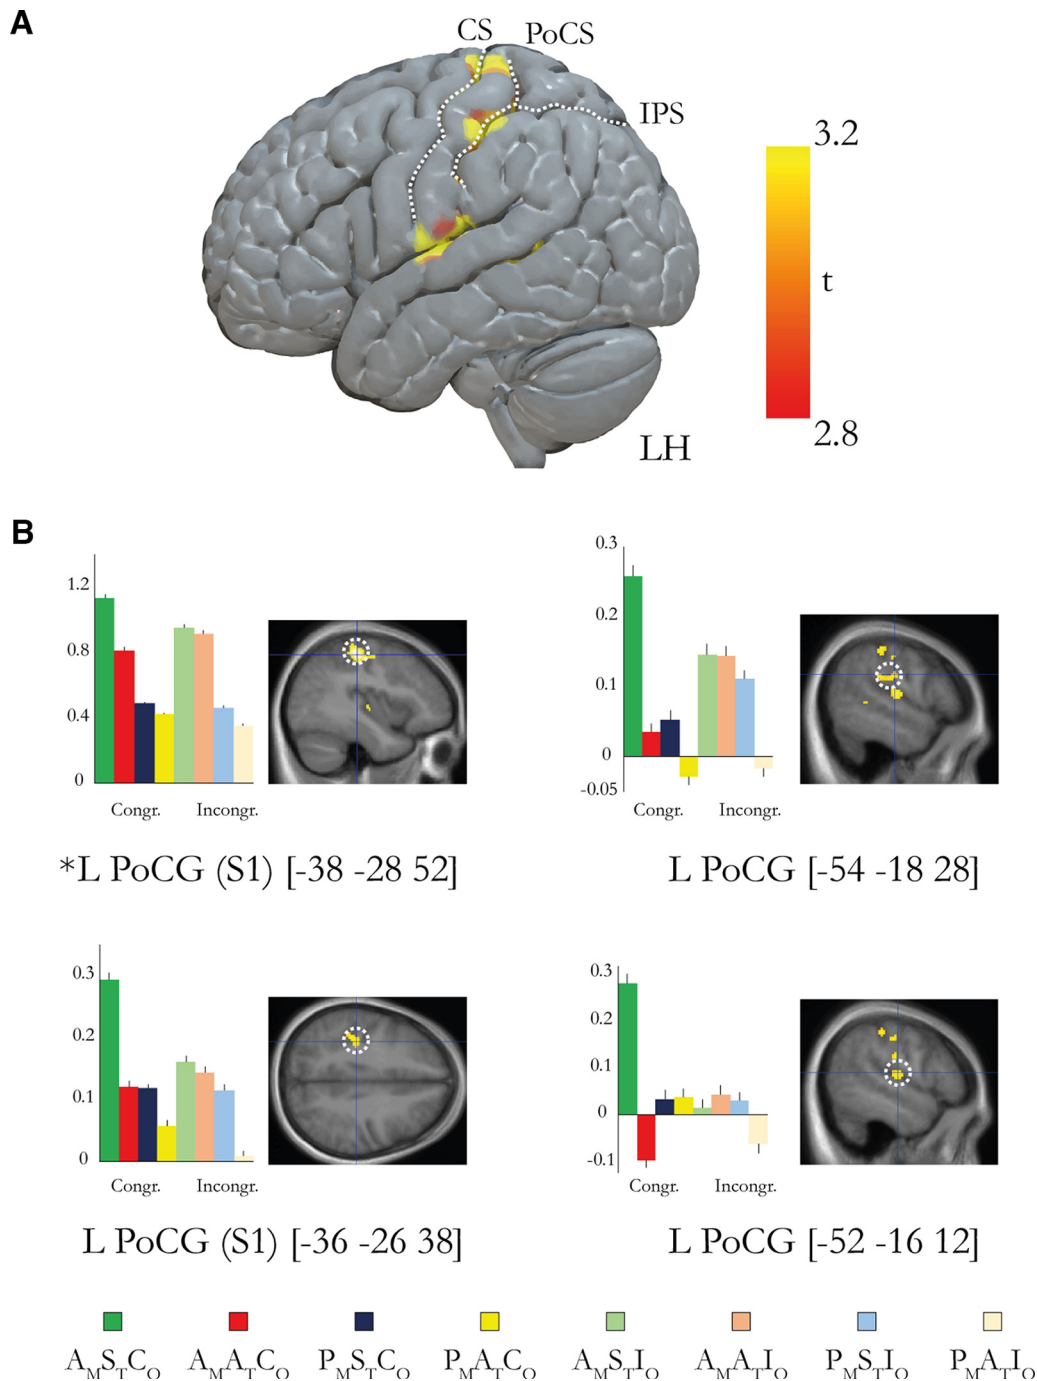 A
CS PoCS
IPS
3.2
t
2.8
LH
B
1.2
0.8
0.4
0
Congr. Incongr.
*L PoCG (S1) [-38 -28 52]
0.3
0.2
0.1
0
-0.05
Congr. Incongr.
L PoCG [-54 -18 28]
0.3
0.2
0.1
0
Congr. Incongr.
L PoCG (S1) [-36 -26 38]
0.3
0.2
0.1
0
-0.1
Congr. Incongr.
L PoCG [-52 -16 12]
AMSTCO AMATCO PMSTCO PMATCO AMSTIO AMATIO PMSTIO PMATIO